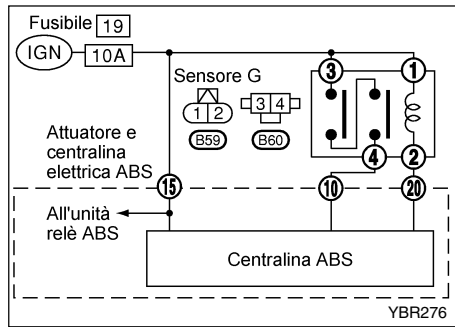 Fusibile 19
IGN 10A
Sensore G
3 1
1 2 3 4
B59 B60
4 2
Attuatore e
centralina
elettrica ABS
15 10 20
All'unità
relè ABS
Centralina ABS
YBR276